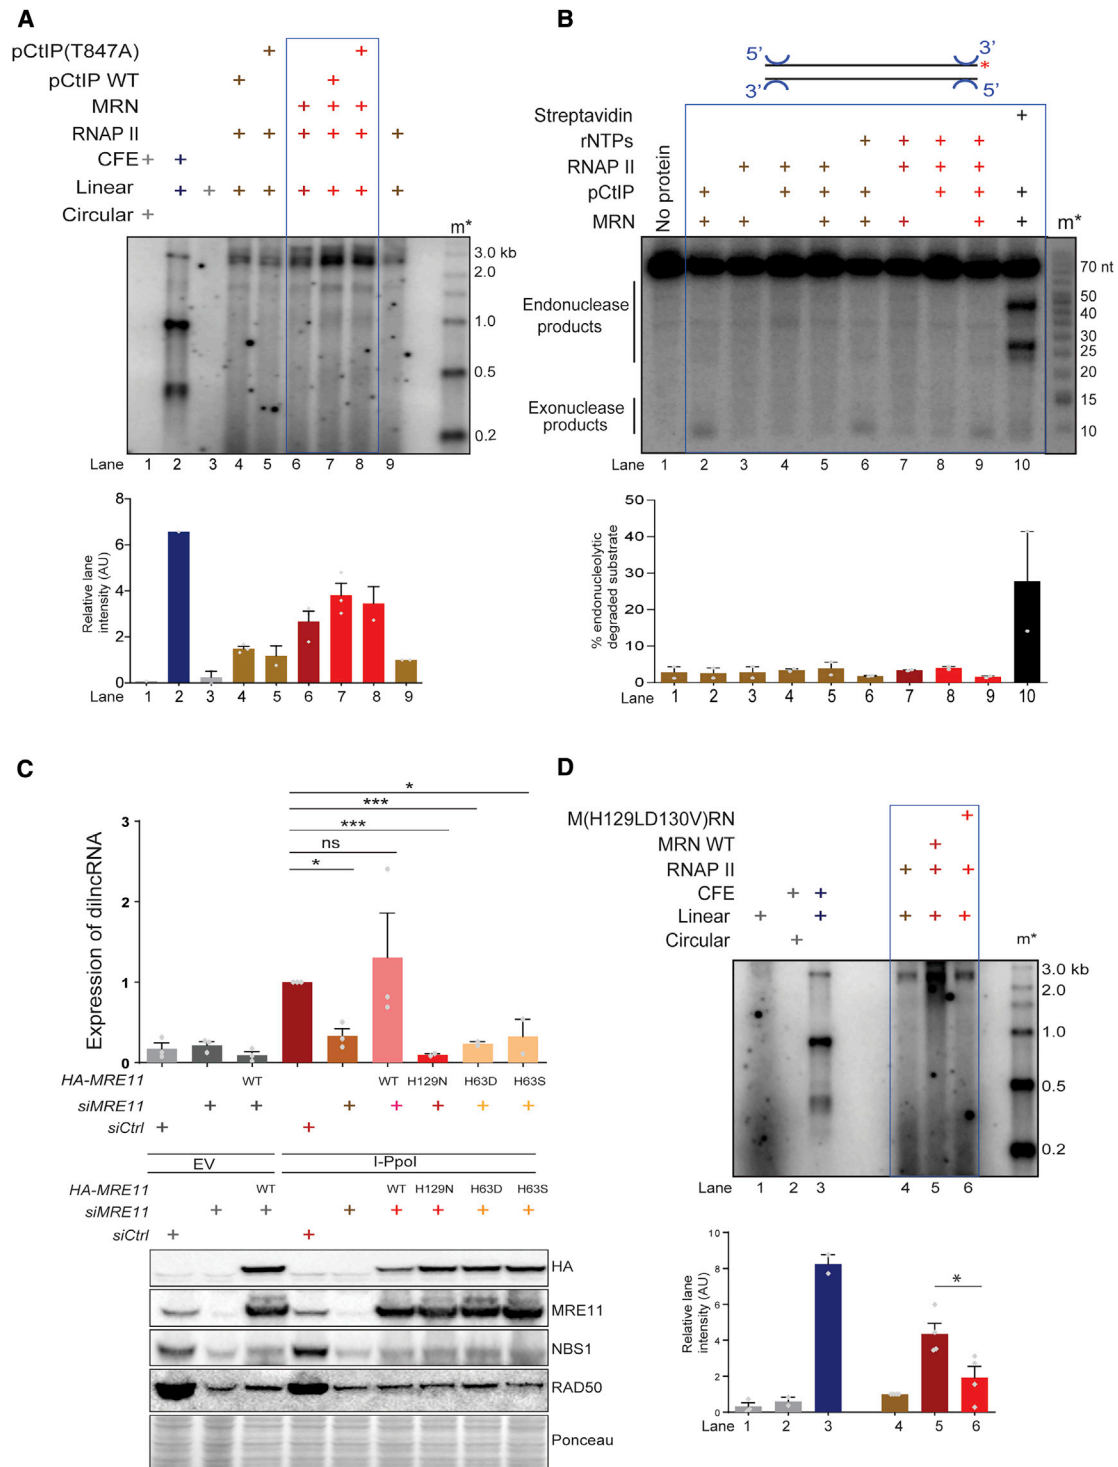 A
pCtIP(T847A) + +
pCtIP WT + +
MRN + + +
RNAP II + + + + + +
CFE + +
Linear + + + + + + + +
Circular +
m*
3.0 kb
2.0
1.0
0.5
0.2
Lane 1 2 3 4 5 6 7 8 9
Relative lane
intensity (AU)
8
6
4
2
0
Lane 1 2 3 4 5 6 7 8 9
B
5’ 3’
*
3’ 5’
Streptavidin +
rNTPs + + + +
RNAP II + + + + + +
pCtIP + + + + + + +
MRN + + + + + + +
No protein
m*
Endonuclease
products
Exonuclease
products
70 nt
50
40
30
25
20
15
10
Lane 1 2 3 4 5 6 7 8 9 10
% endonucleolytic
degraded substrate
50
40
30
20
10
0
Lane 1 2 3 4 5 6 7 8 9 10
C
*
***
***
ns
*
Expression of dilncRNA
3
2
1
0
HA-MRE11 WT WT H129N H63D H63S
siMRE11 + + + + + + +
siCtrl + +
EV I-PpoI
HA-MRE11 WT WT H129N H63D H63S
siMRE11 + + + + + + +
siCtrl + +
HA
MRE11
NBS1
RAD50
Ponceau
D
M(H129LD130V)RN +
MRN WT +
RNAP II + + +
CFE + +
Linear + + + + +
Circular +
m*
3.0 kb
2.0
1.0
0.5
0.2
Lane 1 2 3 4 5 6
Relative lane
intensity (AU)
10
8
6
4
2
0
*
Lane 1 2 3 4 5 6